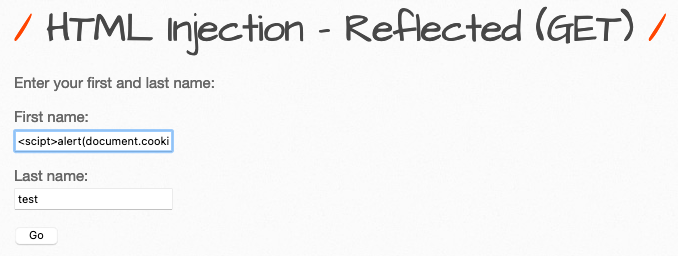 / HTML Injection - Reflected (GET) /
Enter your first and last name:
First name:
<scipt>alert(document.cooki
Last name:
test
Go